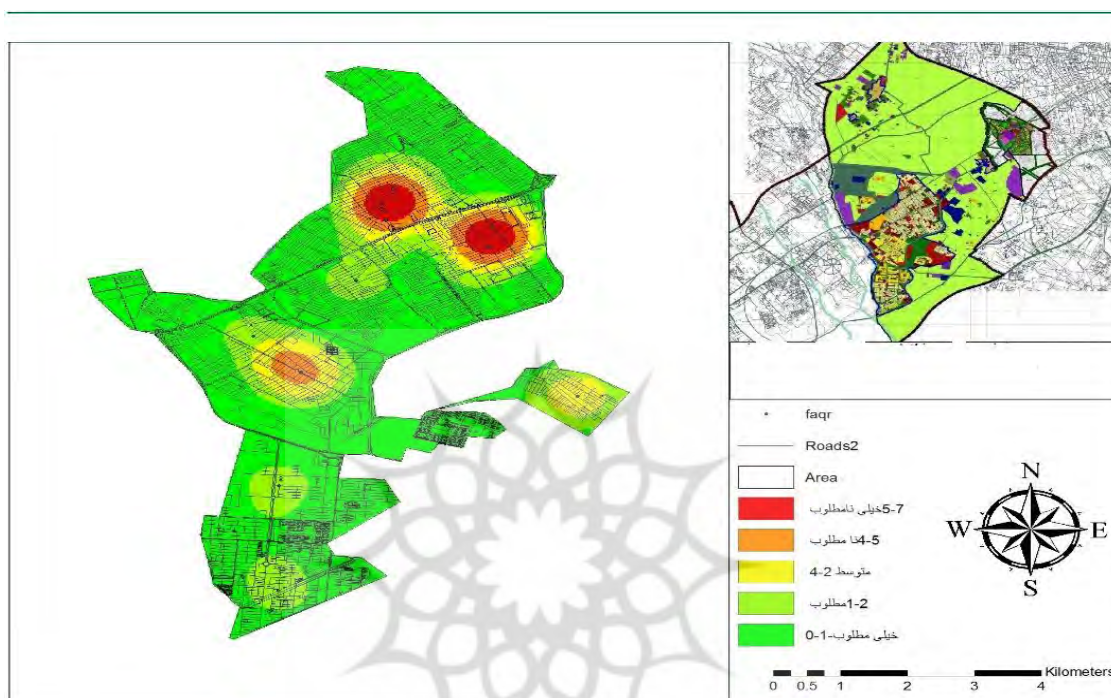 faqr
Roads2
Area
5-7خیلی نامطلوب
4-5نا مطلوب
متوسط 2-4
1-2مطلوب
خیلی مطلوب-1-0
N
W E
S
Kilometers
0 0.5 1 2 3 4